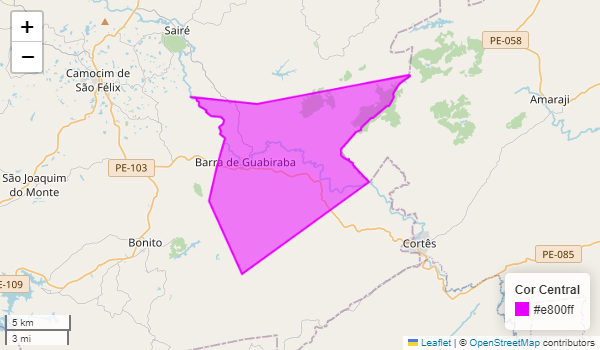 +
−
Sairé
PE-058
Camocim de
São Félix
Amaraji
Barra de Guabiraba
PE-103
São Joaquim
do Monte
Bonito
Cortês
PE-085
E-109
Cor Central
#e800ff
5 km
3 mi
Leaflet | © OpenStreetMap contributors